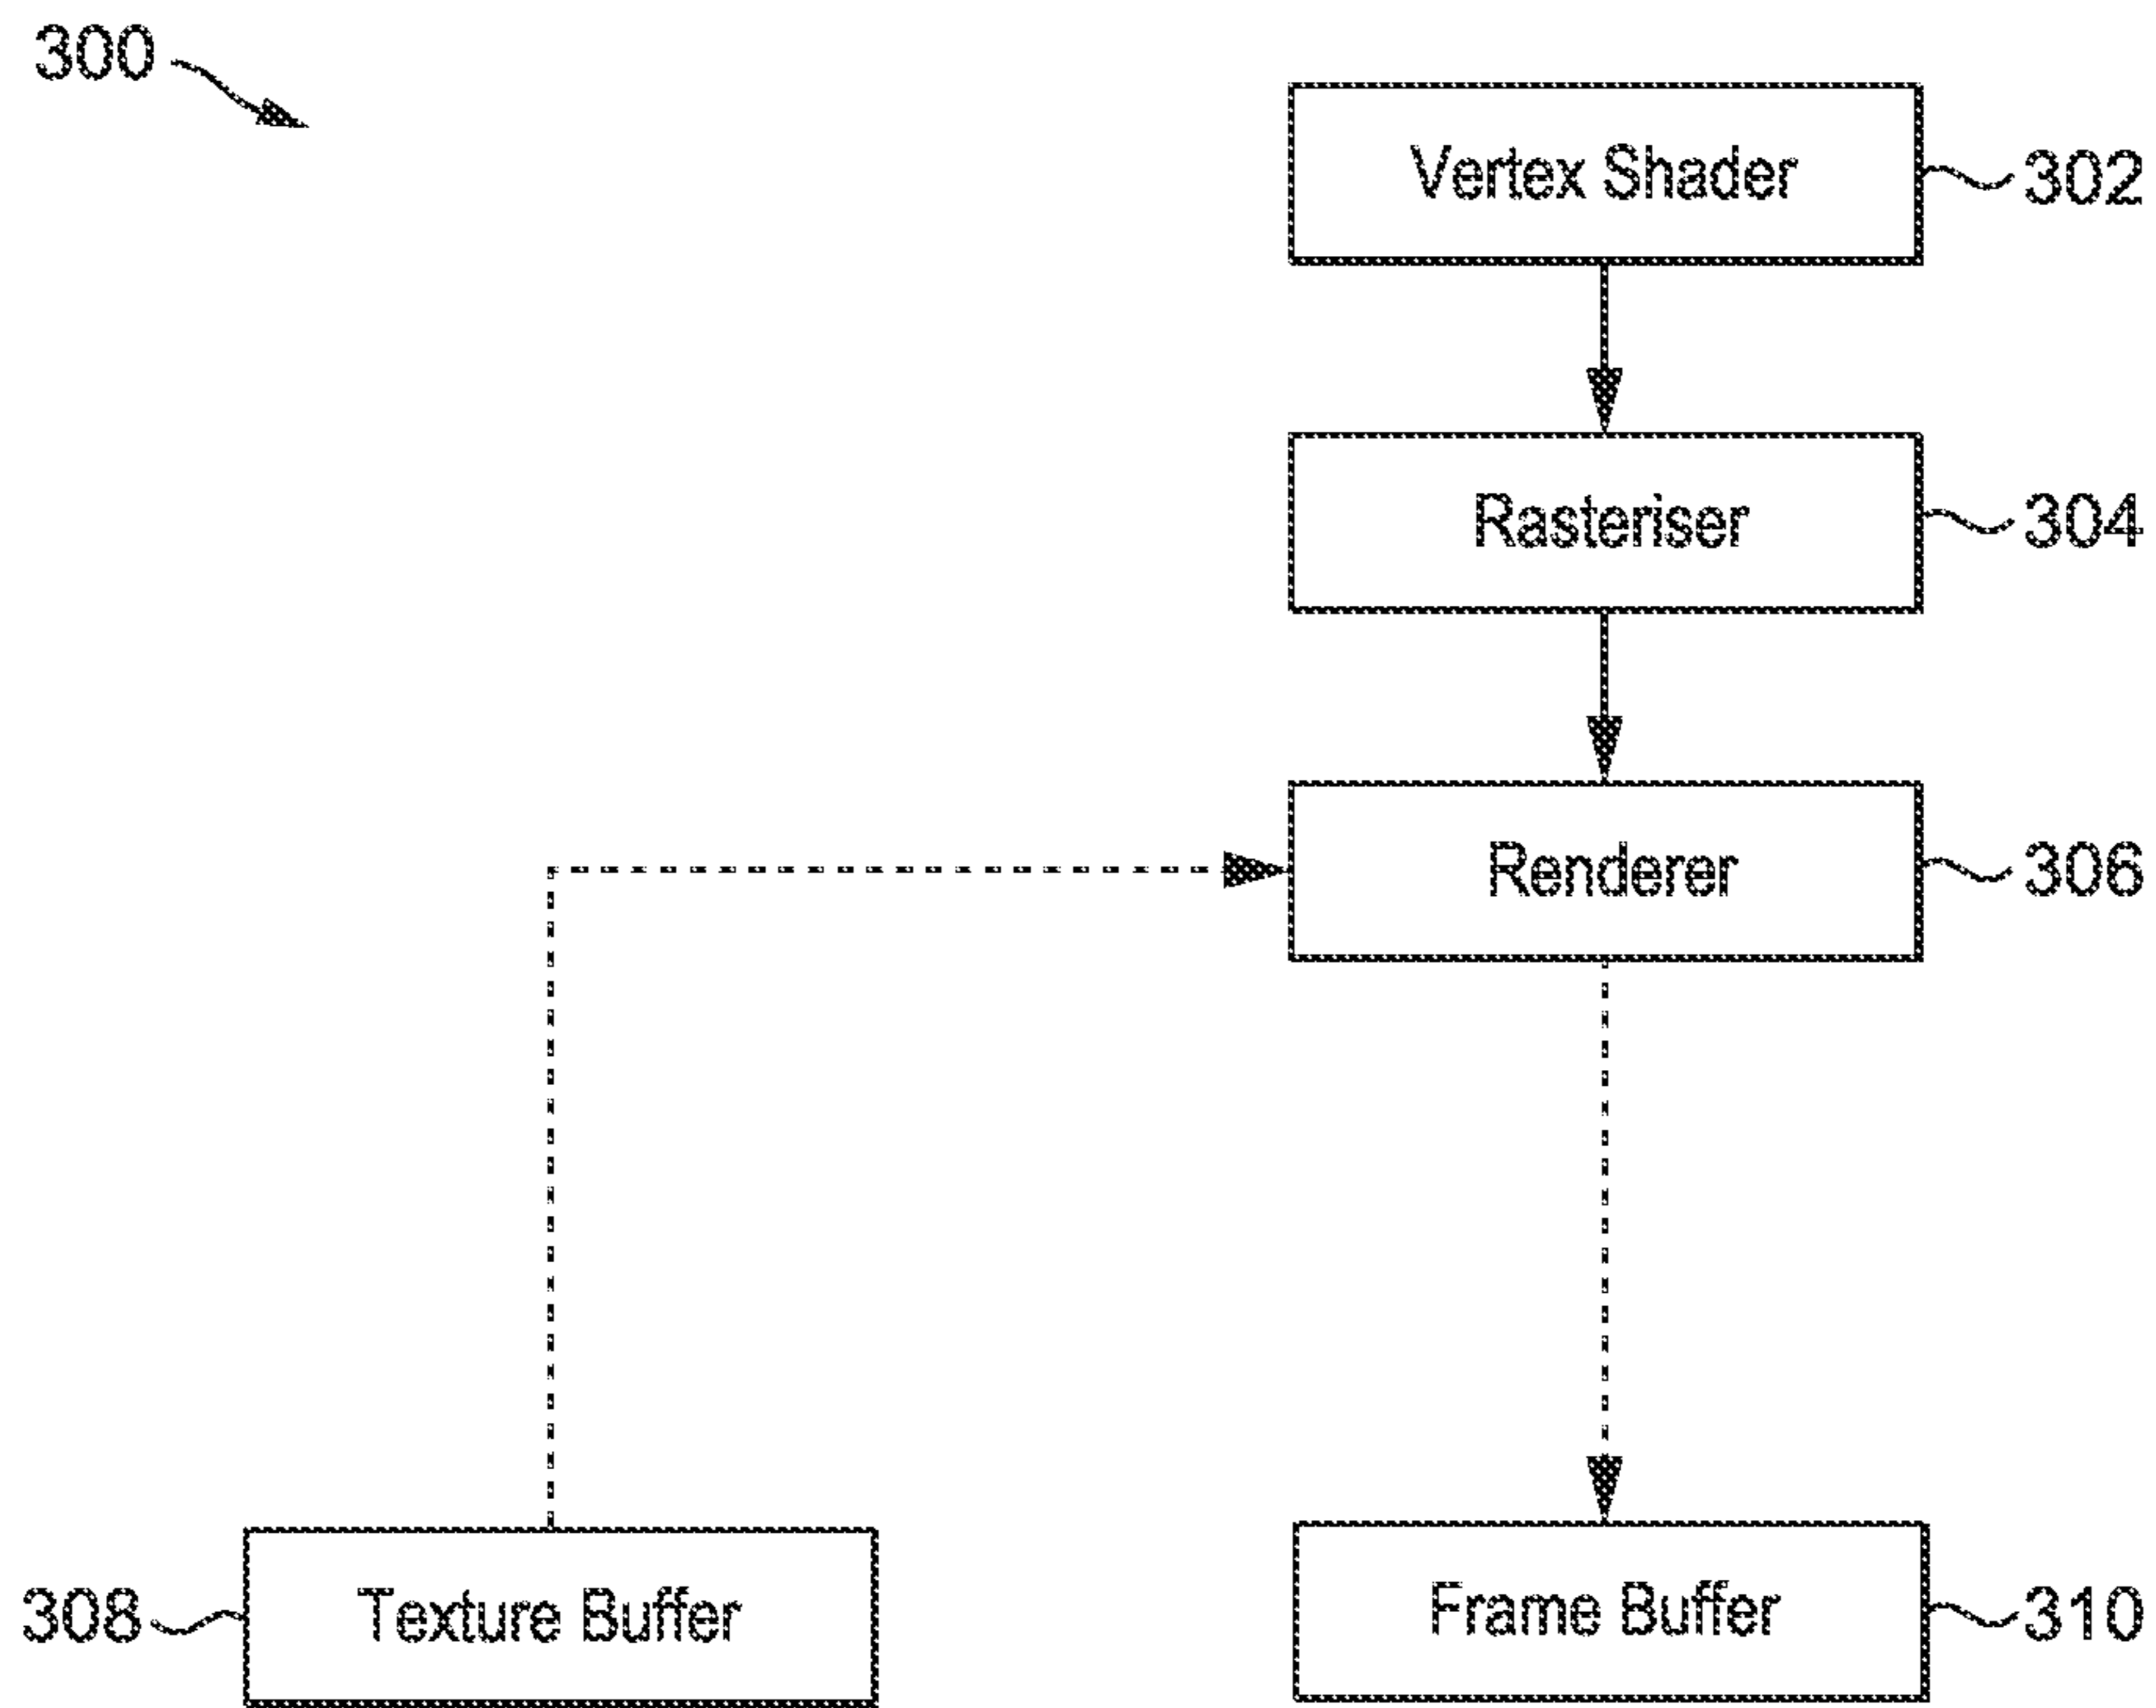 300
Vertex Shader
302
Rasteriser
304
Renderer
306
308
Texture Buffer
Frame Buffer
310